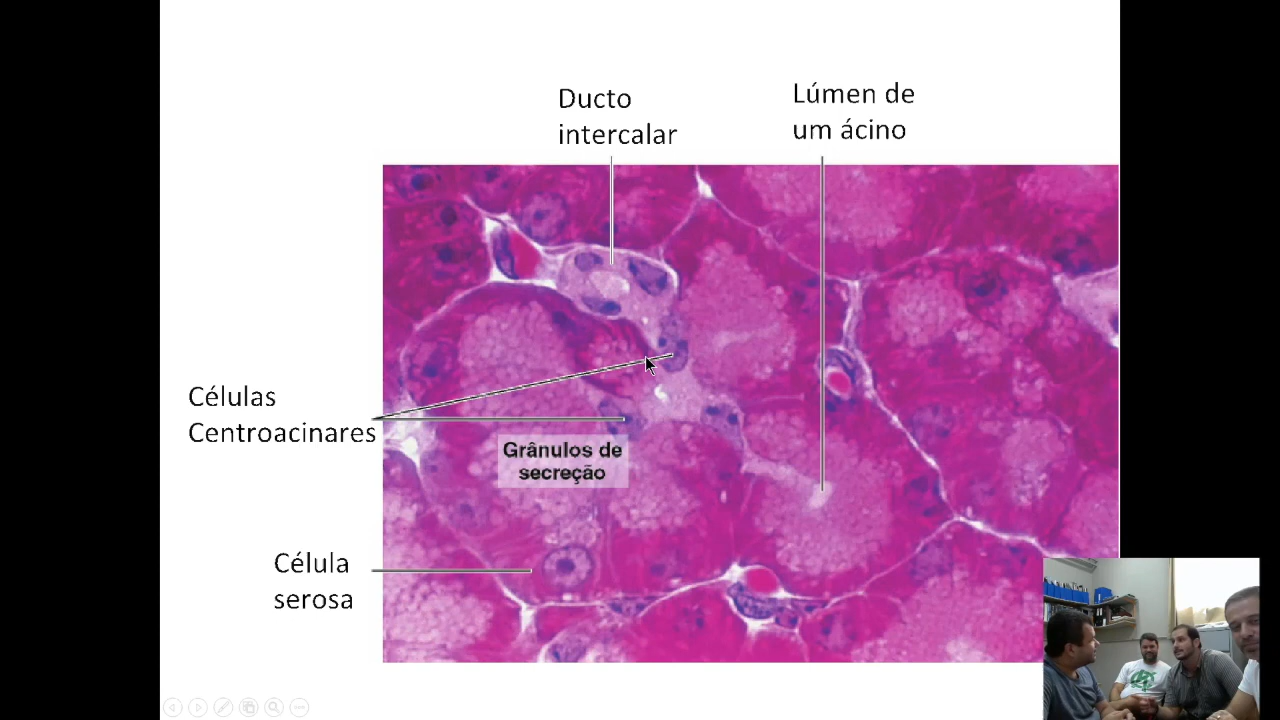 Ducto
intercalar
Lúmen de
um ácino
Células
Centroacinares
Grânulos de
secreção
Célula
serosa